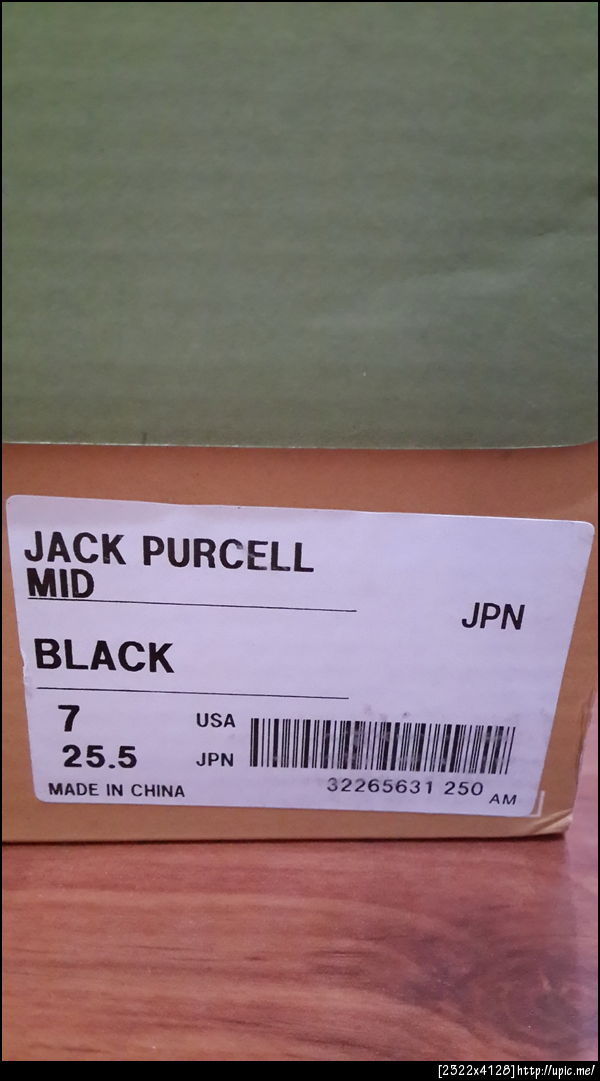 JACK PURCELL
MID
JPN
BLACK
7 USA
25.5 JPN
MADE IN CHINA
32265631 250 AM
[2322x4128]http://upic.me/